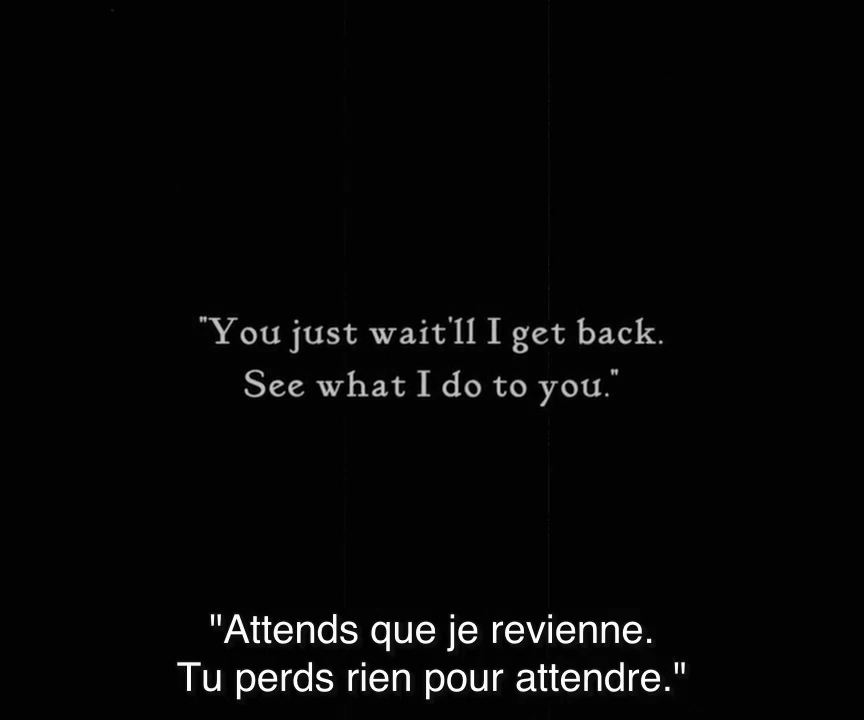 "You just wait'll I get back.
See what I do to you."
"Attends que je revienne.
Tu perds rien pour attendre."